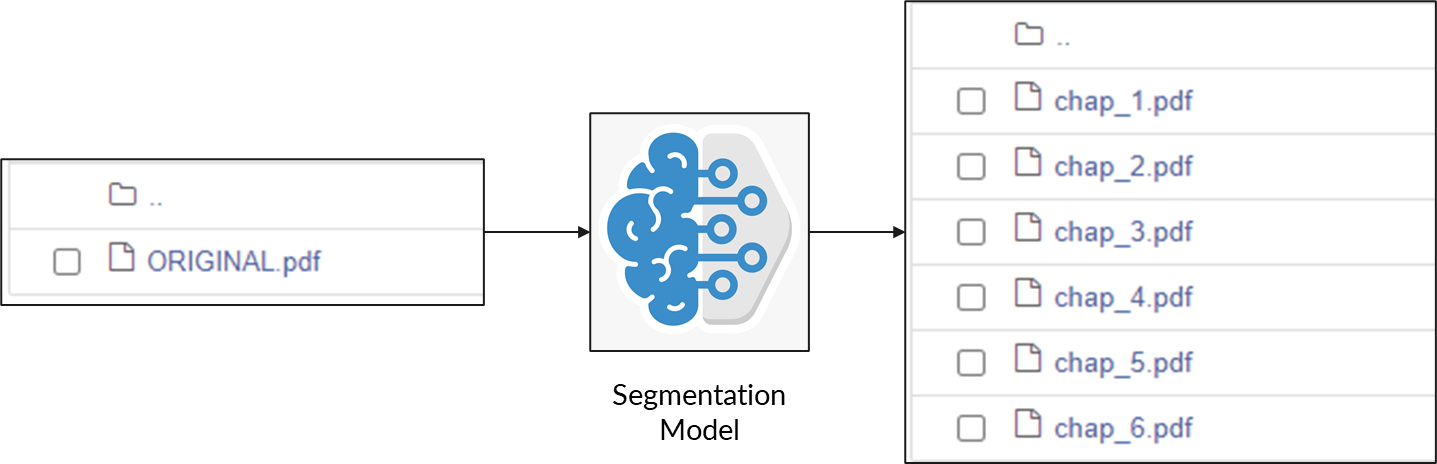 ..
ORIGINAL.pdf
Segmentation
Model
..
chap_1.pdf
chap_2.pdf
chap_3.pdf
chap_4.pdf
chap_5.pdf
chap_6.pdf